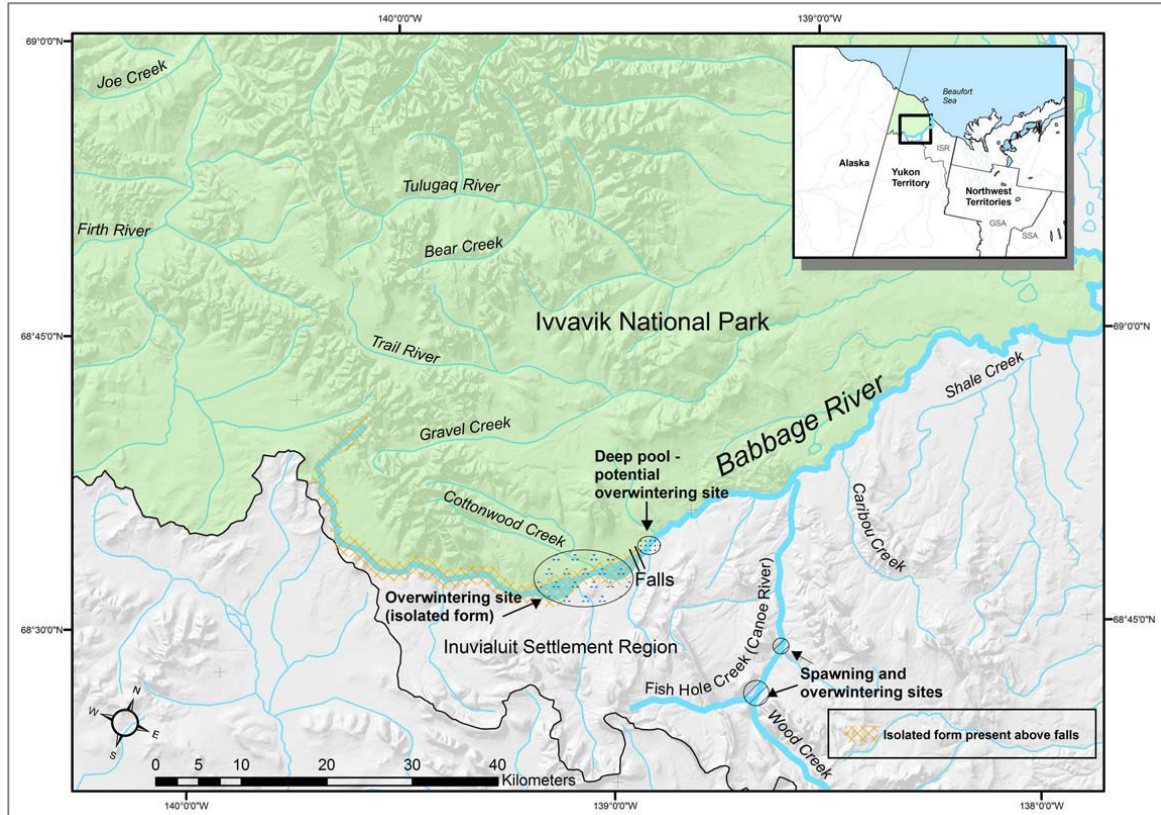 140°0'0"W
139°0'0"W
69°0'0"N
Joe Creek
Beaufort
Sea
ISR
Alaska
Yukon
Territory
Northwest
Territories
GSA
SSA
Tulugaq River
Firth River
Bear Creek
Ivvavik National Park
69°0'0"N
68°45'0"N
Trail River
Shale Creek
Babbage River
Gravel Creek
Deep pool -
potential
overwintering site
Cottonwood Creek
Caribou Creek
Falls
Overwintering site
(isolated form)
68°45'0"N
68°30'0"N
Inuvialuit Settlement Region
Fish Hole Creek (Canoe River)
Spawning and
overwintering sites
Wood Creek
Isolated form present above falls
N
W
E
S
0 5 10 20 30 40
Kilometers
140°0'0"W
139°0'0"W
138°0'0"W